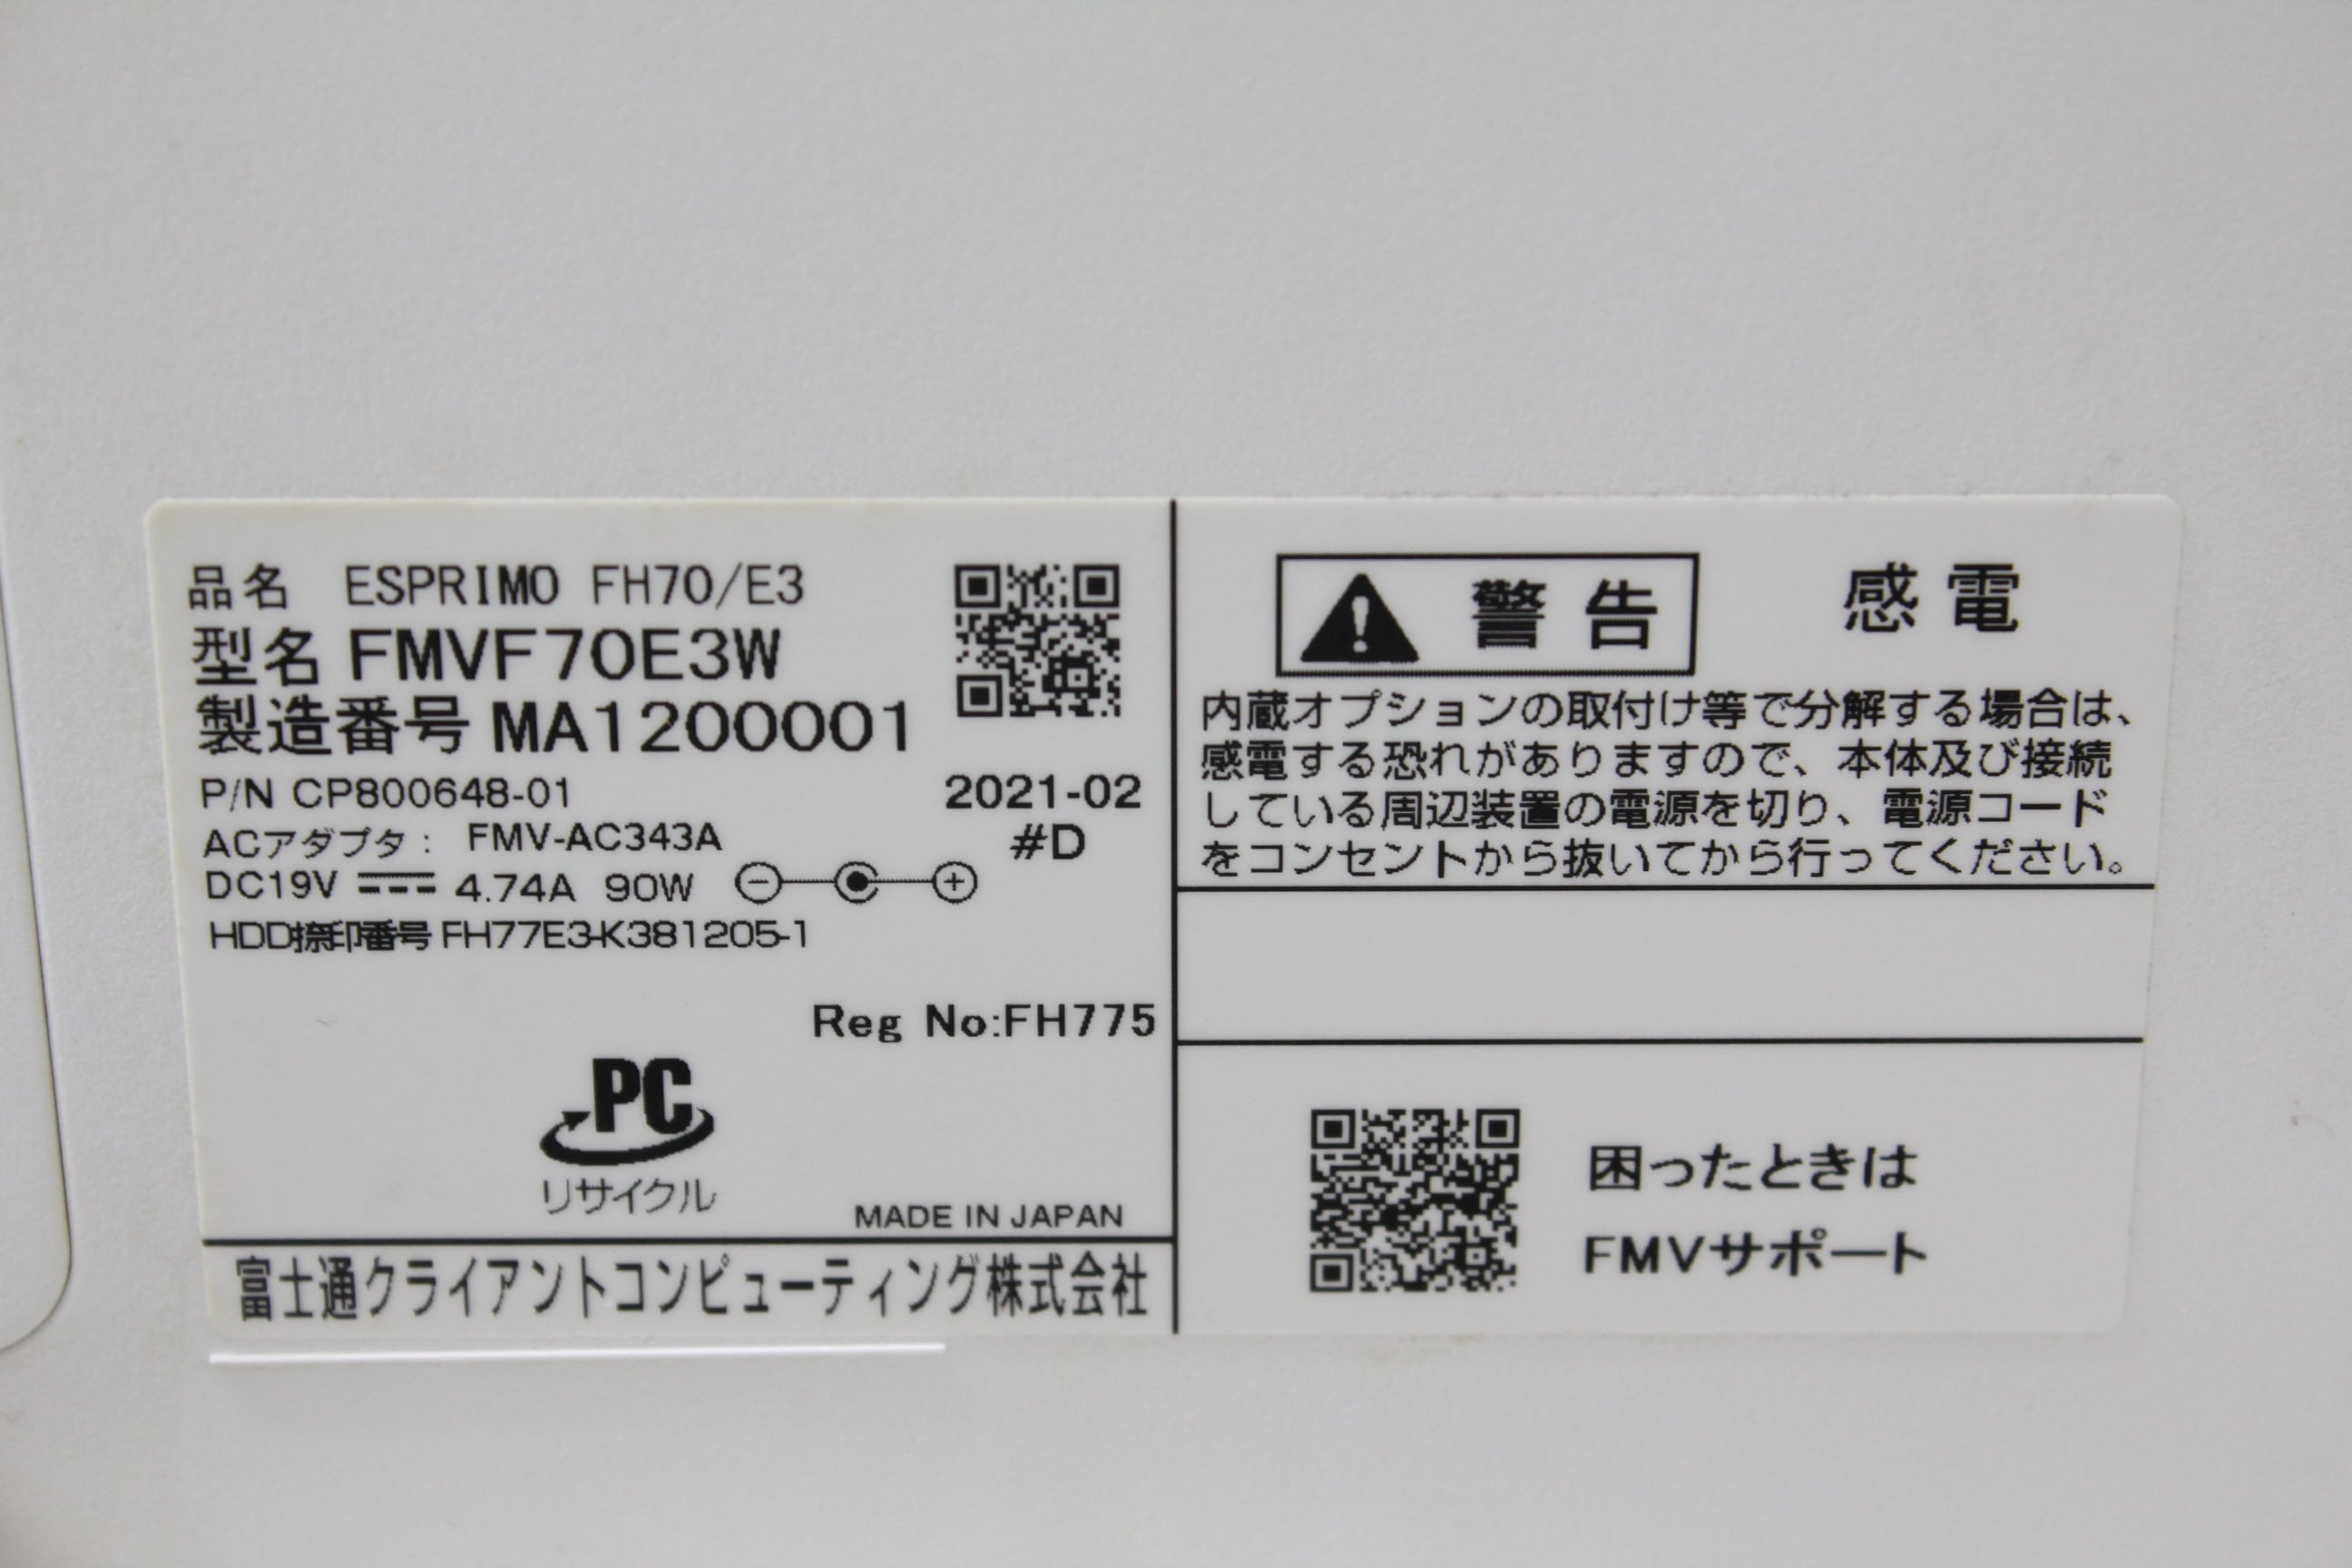 品名 ESPRIMO FH70/E3
型名 FMVF70E3W
製造番号 MA1200001
P/N CP800648-01
2021-02
ACアダプタ： FMV-AC343A
#D
DC19V 4.74A 90W
HDD捺印番号 FH77E3-K381205-1
Reg No:FH775
PC
リサイクル
MADE IN JAPAN
富士通クライアントコンピューティング株式会社
警告 感電
内蔵オプションの取付け等で分解する場合は、
感電する恐れがありますので、本体及び接続
している周辺装置の電源を切り、電源コード
をコンセントから抜いてから行ってください。
困ったときは
FMVサポート